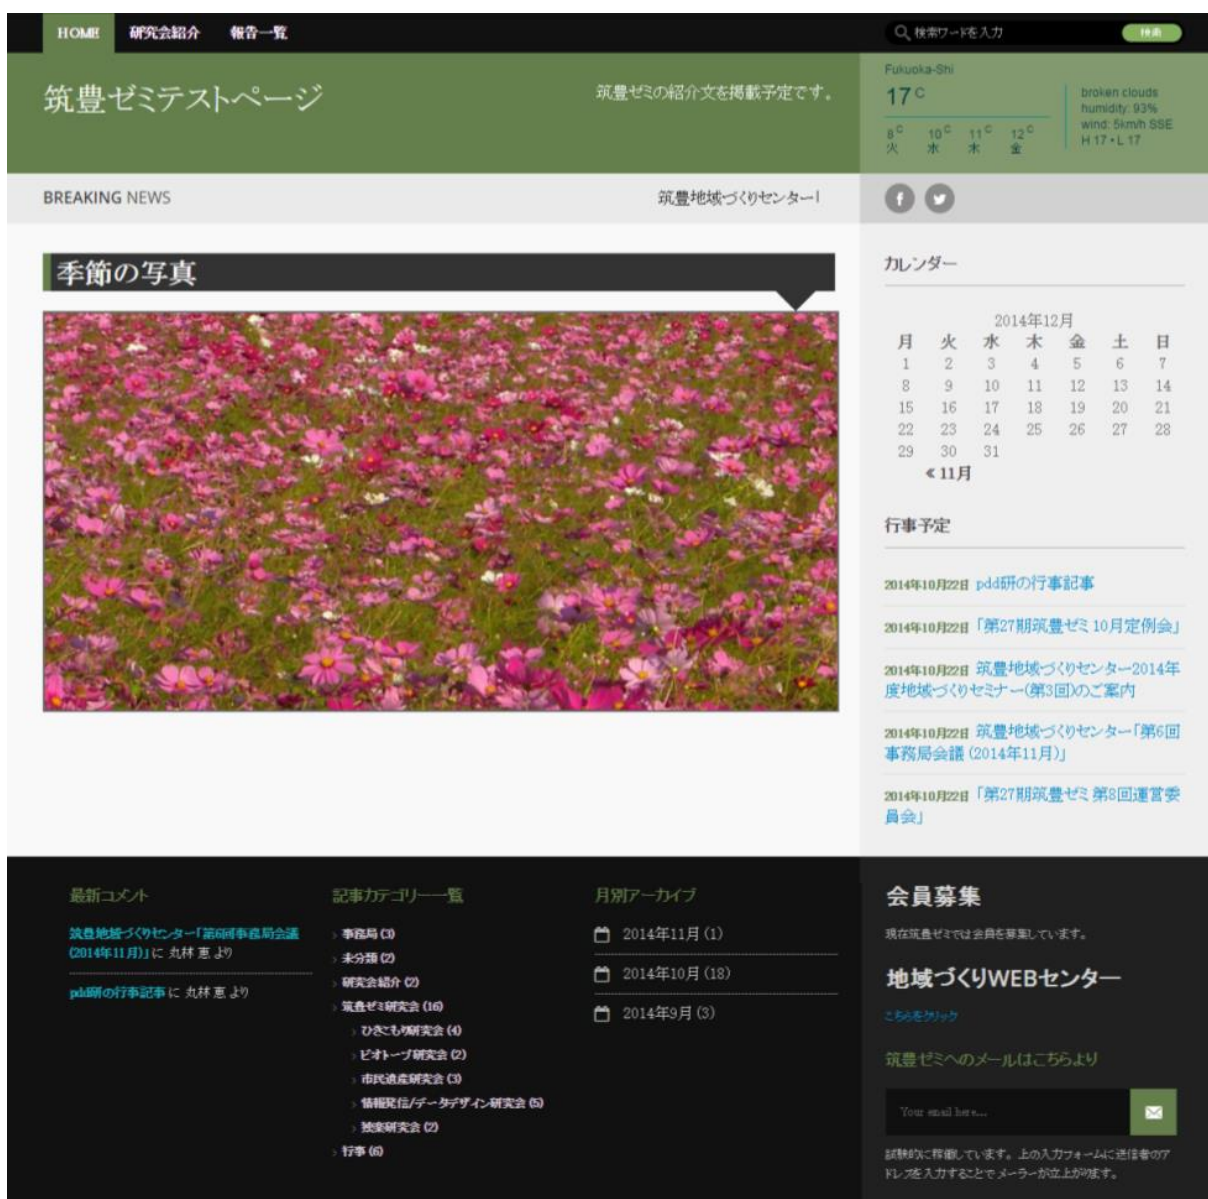 HOME 研究会紹介 報告一覧
検索ワードを入力 検索
筑豊ゼミテストページ
筑豊ゼミの紹介文を掲載予定です。
Fukuoka-Shi
17 C
8 C 10 C 11 C 12 C
火 水 木 金
broken clouds
humidity: 93%
wind: 5km/h SSE
H 17 • L 17
BREAKING NEWS
筑豊地域づくりセンター
季節の写真
カレンダー
2014年12月
月 火 水 木 金 土 日
1 2 3 4 5 6 7
8 9 10 11 12 13 14
15 16 17 18 19 20 21
22 23 24 25 26 27 28
29 30 31
« 11月
行事予定
2014年10月22日 pdd研の行事記事
2014年10月22日 「第27期筑豊ゼミ 10月定例会」
2014年10月22日 筑豊地域づくりセンター2014年
度地域づくりセミナー(第3回)のご案内
2014年10月22日 筑豊地域づくりセンター「第6回
事務局会議 (2014年11月)」
2014年10月22日 「第27期筑豊ゼミ 第8回運営委
員会」
最新コメント
筑豊地域づくりセンター「第6回事務局会議
(2014年11月)」 に 丸林 恵 より
pdd研の行事記事 に 丸林 恵 より
記事カテゴリー一覧
事務局 (3)
未分類 (2)
研究会紹介 (2)
筑豊ゼミ研究会 (16)
ひきこもり研究会 (4)
ビオトープ研究会 (2)
市民遺産研究会 (3)
情報発信/データデザイン研究会 (5)
独楽研究会 (2)
行事 (6)
月別アーカイブ
2014年11月 (1)
2014年10月 (18)
2014年9月 (3)
会員募集
現在筑豊ゼミでは会員を募集しています。
地域づくりWEBセンター
こちらをクリック
筑豊ゼミへのメールはこちらより
Your email here...
試験的に稼働しています。上の入力フォームに送信者のア
ドレスを入力することでメーラーが立上がります。